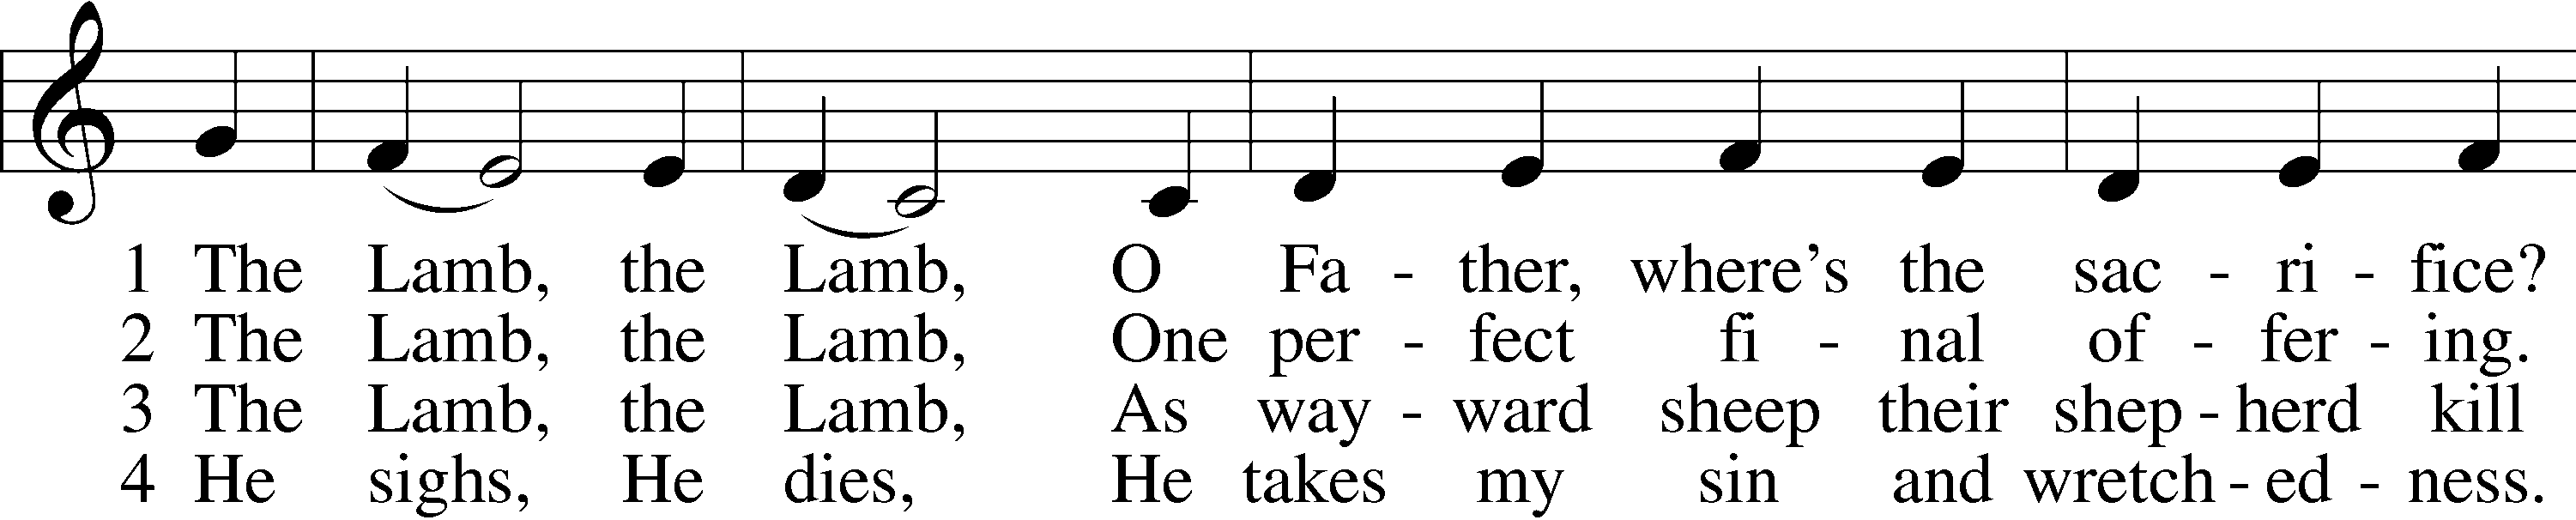 1 The Lamb, the Lamb, O Fa - ther, where's the sac - ri - fice?
2 The Lamb, the Lamb, One per - fect fi - nal of - fer - ing.
3 The Lamb, the Lamb, As way - ward sheep their shep - herd kill
4 He sighs, He dies, He takes my sin and wretch - ed - ness.